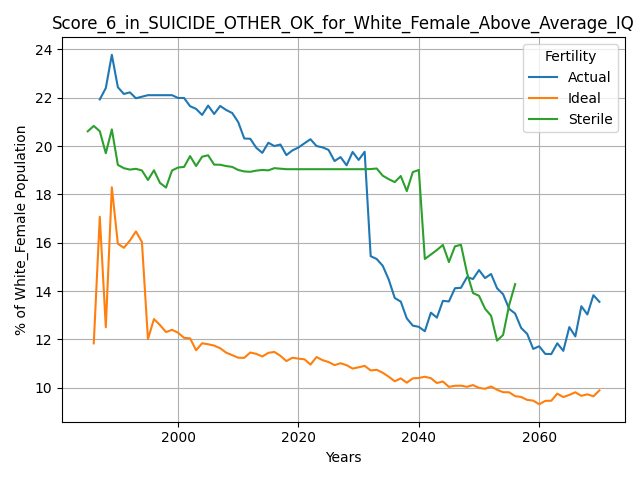 Score_6_in_SUICIDE_OTHER_OK_for_White_Female_Above_Average_IQ
Fertility
Actual
Ideal
Sterile
% of White_Female Population
24
22
20
18
16
14
12
10
2000 2020 2040 2060
Years